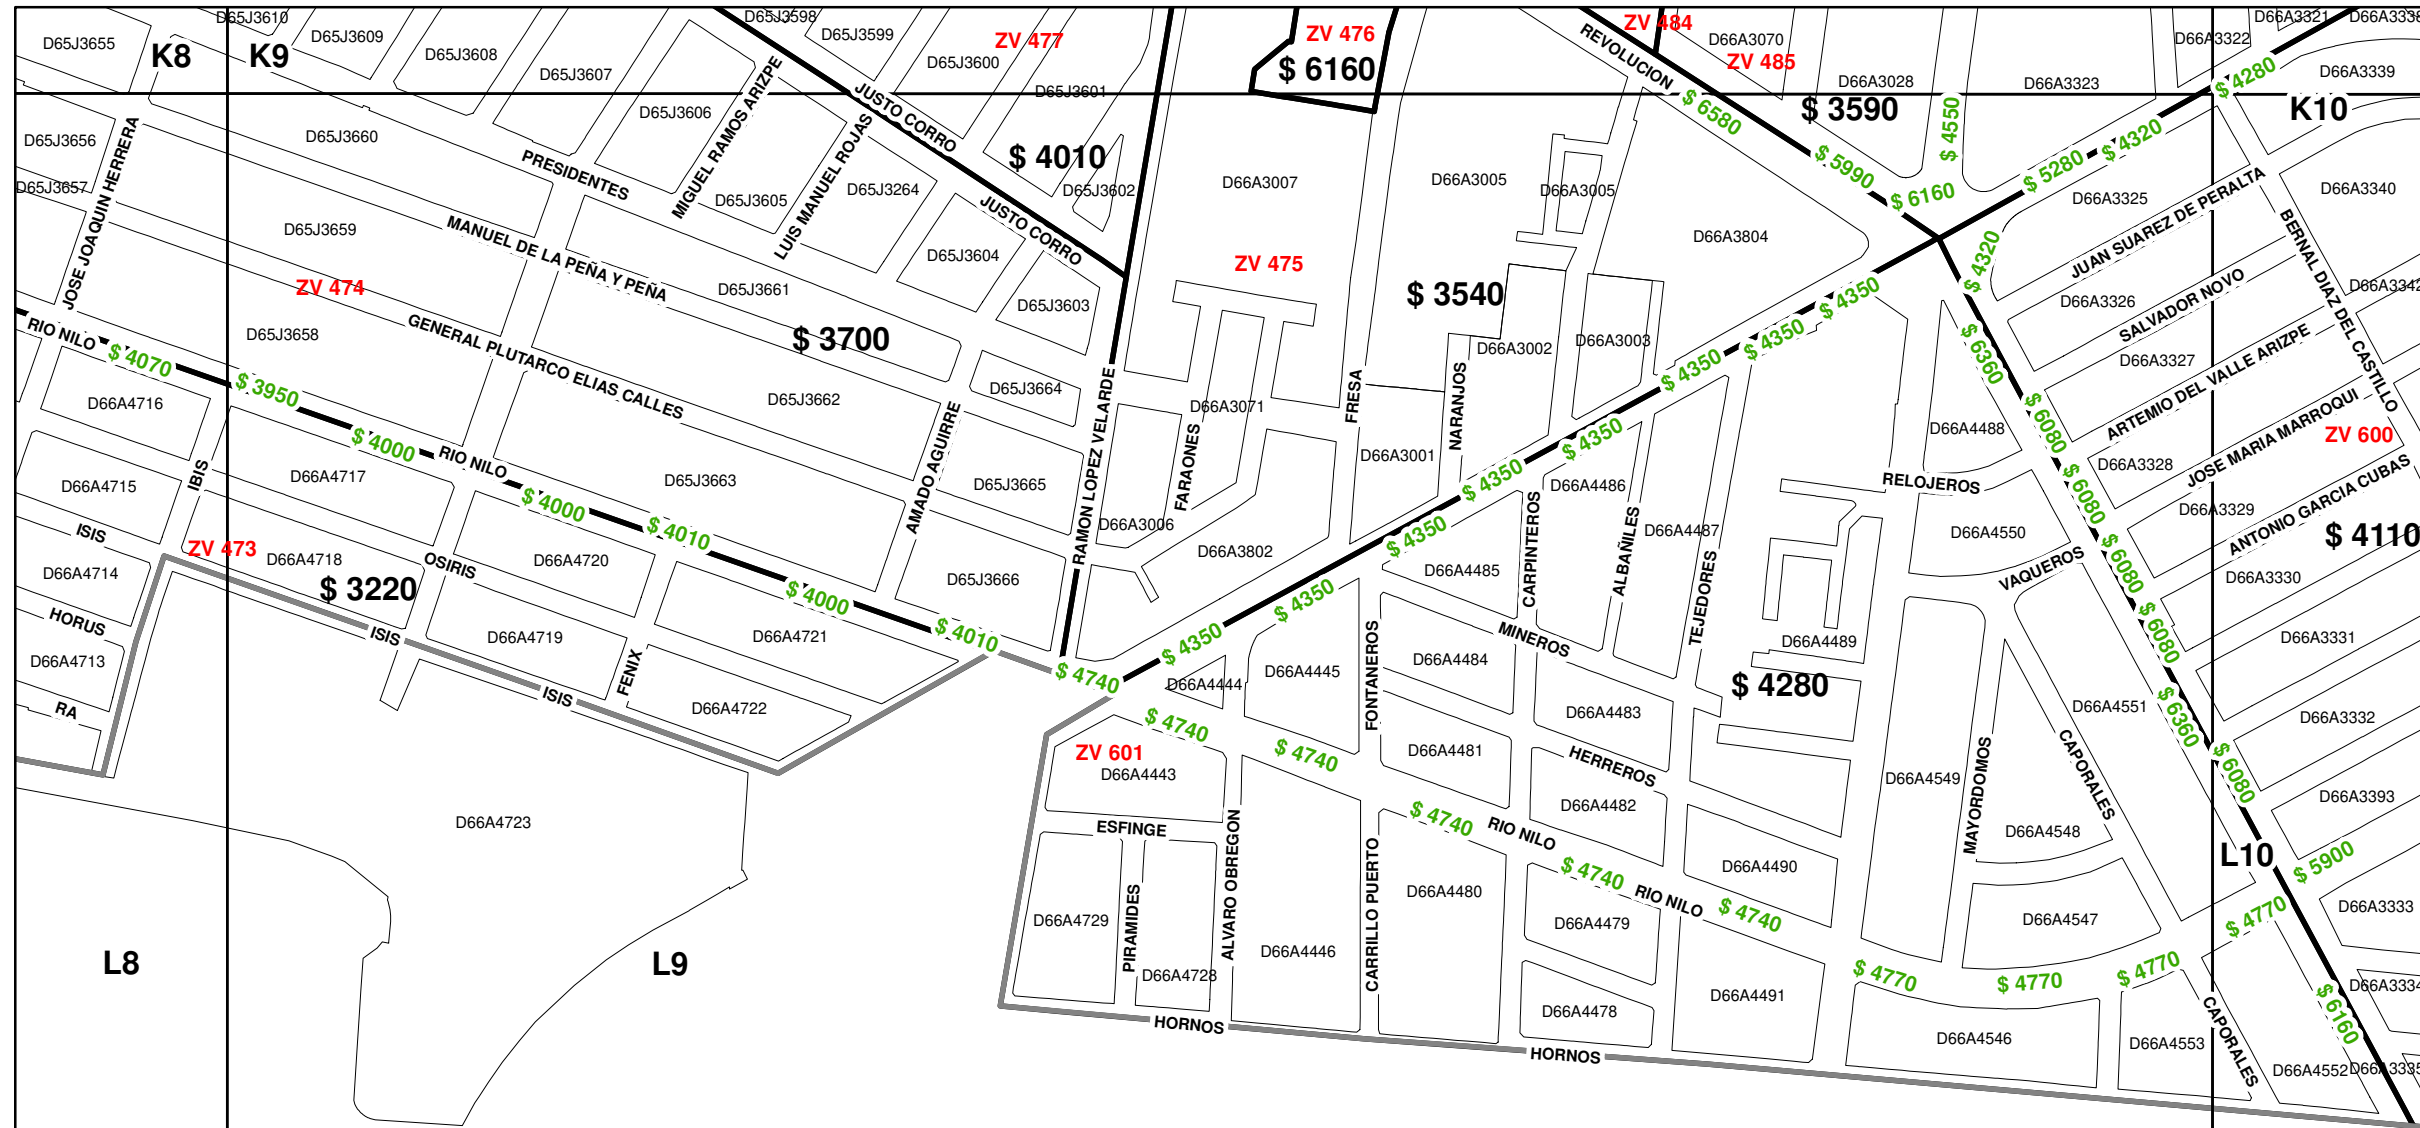 D65J3610
D65J3598
D66A3321
D66A3338
D65J3655
K8
K9
D65J3609
D65J3608
D65J3607
D65J3599
D65J3600
ZV 477
ZV 476
$ 6160
ZV 484
D66A3070
ZV 485
REVOLUCION
D66A3028
D66A3323
D66A3322
$ 4280
D66A3339
K10
D65J3601
MIGUEL RAMOS ARIZPE
JUSTO CORRO
$ 6580
$ 3590
$ 4550
$ 4320
D65J3656
JOSE JOAQUIN HERRERA
D65J3660
D65J3606
LUIS MANUEL ROJAS
$ 4010
PRESIDENTES
$ 5990
$ 5280
D65J3657
D65J3605
D65J3264
D65J3602
D66A3007
D66A3005
D66A3005
$ 6160
D66A3325
JUAN SUAREZ DE PERALTA
D66A3340
D65J3659
MANUEL DE LA PEÑA Y PEÑA
JUSTO CORRO
D65J3604
D66A3804
BERNAL DIAZ DEL CASTILLO
ZV 474
D65J3661
ZV 475
$ 3540
$ 4320
$ 4350
D66A3326
SALVADOR NOVO
D66A3342
D65J3603
RIO NILO
D65J3658
GENERAL PLUTARCO ELIAS CALLES
$ 3700
D66A3002
D66A3003
$ 4350
$ 6360
D66A3327
ARTEMIO DEL VALLE ARIZPE
$ 4070
$ 3950
D65J3664
$ 4350
D66A4716
D65J3662
D66A3071
FRESA
NARANJOS
$ 6080
JOSE MARIA MARROQUI
$ 4000
AMADO AGUIRRE
RAMON LOPEZ VELARDE
FARAONES
D66A3001
$ 4350
D66A4488
ZV 600
IBIS
RIO NILO
D66A4715
D66A4717
D65J3663
D65J3665
$ 4350
D66A4486
RELOJEROS
D66A3328
ANTONIO GARCIA CUBAS
$ 4000
$ 6080
D66A3329
ISIS
$ 4010
D66A3006
$ 4350
CARPINTEROS
ALBAÑILES
D66A4487
D66A4550
$ 4110
ZV 473
D66A4718
OSIRIS
D66A4720
D66A3802
VAQUEROS
$ 6080
D66A4714
$ 3220
D65J3666
D66A4485
TEJEDORES
D66A3330
HORUS
$ 4000
$ 4350
ISIS
D66A4719
D66A4721
$ 4010
$ 4350
FONTANEROS
MINEROS
D66A4489
$ 6080
D66A3331
D66A4713
FENIX
$ 4740
D66A4444
D66A4445
D66A4484
$ 4280
RA
ISIS
D66A4722
$ 4740
D66A4483
D66A4551
$ 6360
D66A3332
ZV 601
D66A4443
$ 4740
D66A4481
HERREROS
MAYORDOMOS
D66A4549
CAPORALES
$ 6080
D66A3393
D66A4723
ESFINGE
ALVARO OBREGON
$ 4740
RIO NILO
D66A4482
D66A4548
L10
$ 5900
CARRILLO PUERTO
$ 4740
D66A4490
D66A4480
RIO NILO
$ 4740
D66A4729
PIRAMIDES
D66A4479
D66A4547
$ 4770
D66A3333
L8
L9
D66A4446
D66A4728
$ 4770
$ 4770
$ 4770
D66A4491
D66A3334
D66A4478
CAPORALES
$ 6160
HORNOS
HORNOS
D66A4546
D66A4553
D66A4552
D66A3335